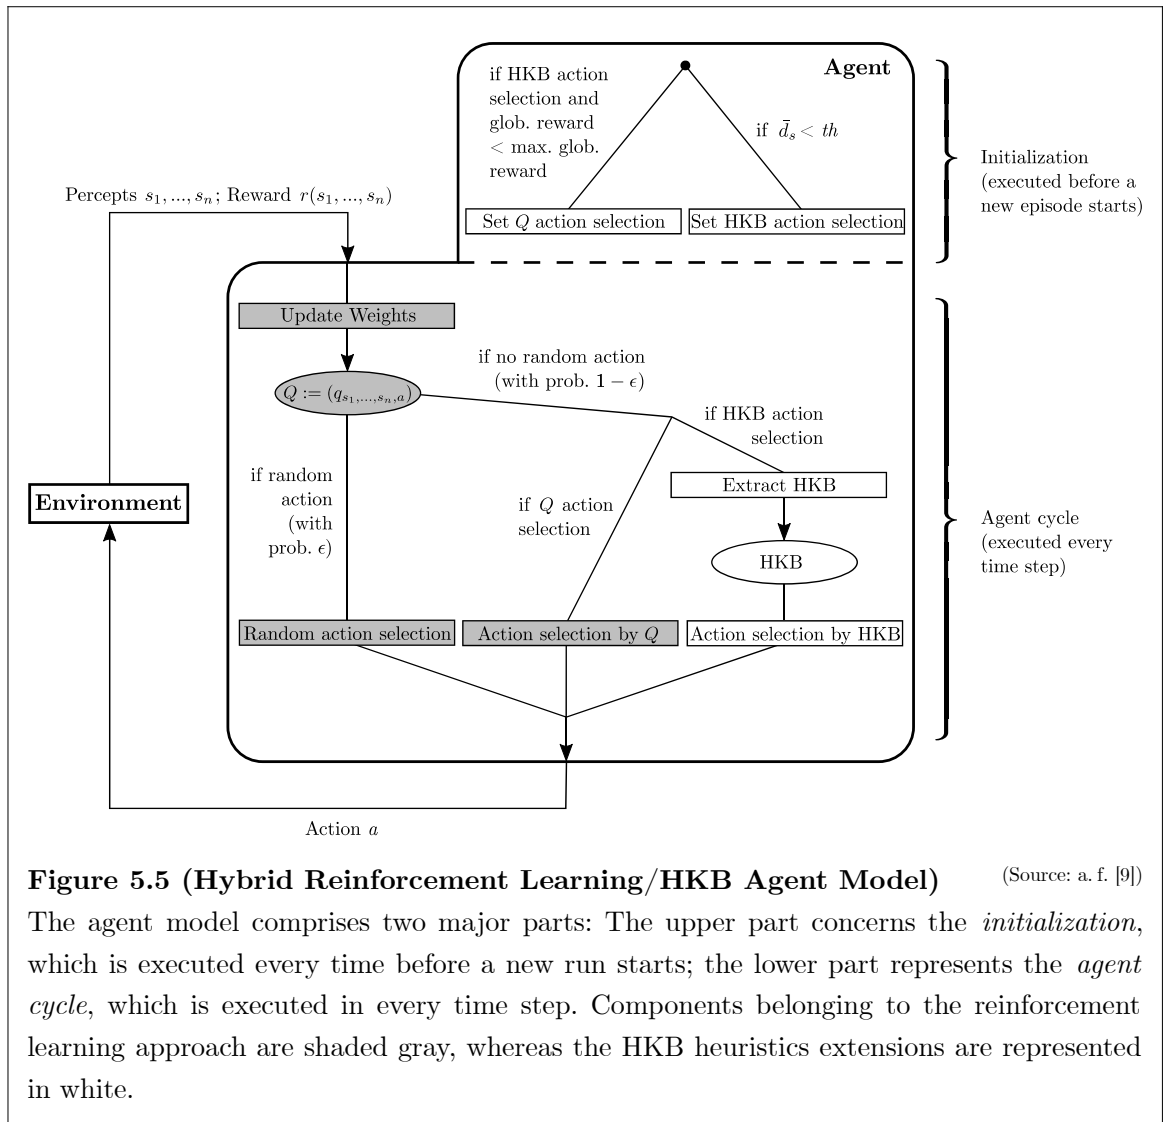 Agent
if HKB action
selection and
glob. reward
< max. glob.
reward
if d̄ₛ < th
Set Q action selection
Set HKB action selection
Initialization
(executed before a
new episode starts)
Percepts s₁,...,sₙ; Reward r(s₁,...,sₙ)
Update Weights
Q := (q_{s₁,...,sₙ,a})
if no random action
(with prob. 1 − ϵ)
if HKB action
selection
Extract HKB
HKB
if random
action
(with
prob. ϵ)
if Q action
selection
Environment
Agent cycle
(executed every
time step)
Random action selection
Action selection by Q
Action selection by HKB
Action a
Figure 5.5 (Hybrid Reinforcement Learning/HKB Agent Model) (Source: a. f. [9])
The agent model comprises two major parts: The upper part concerns the initialization,
which is executed every time before a new run starts; the lower part represents the agent
cycle, which is executed in every time step. Components belonging to the reinforcement
learning approach are shaded gray, whereas the HKB heuristics extensions are represented
in white.